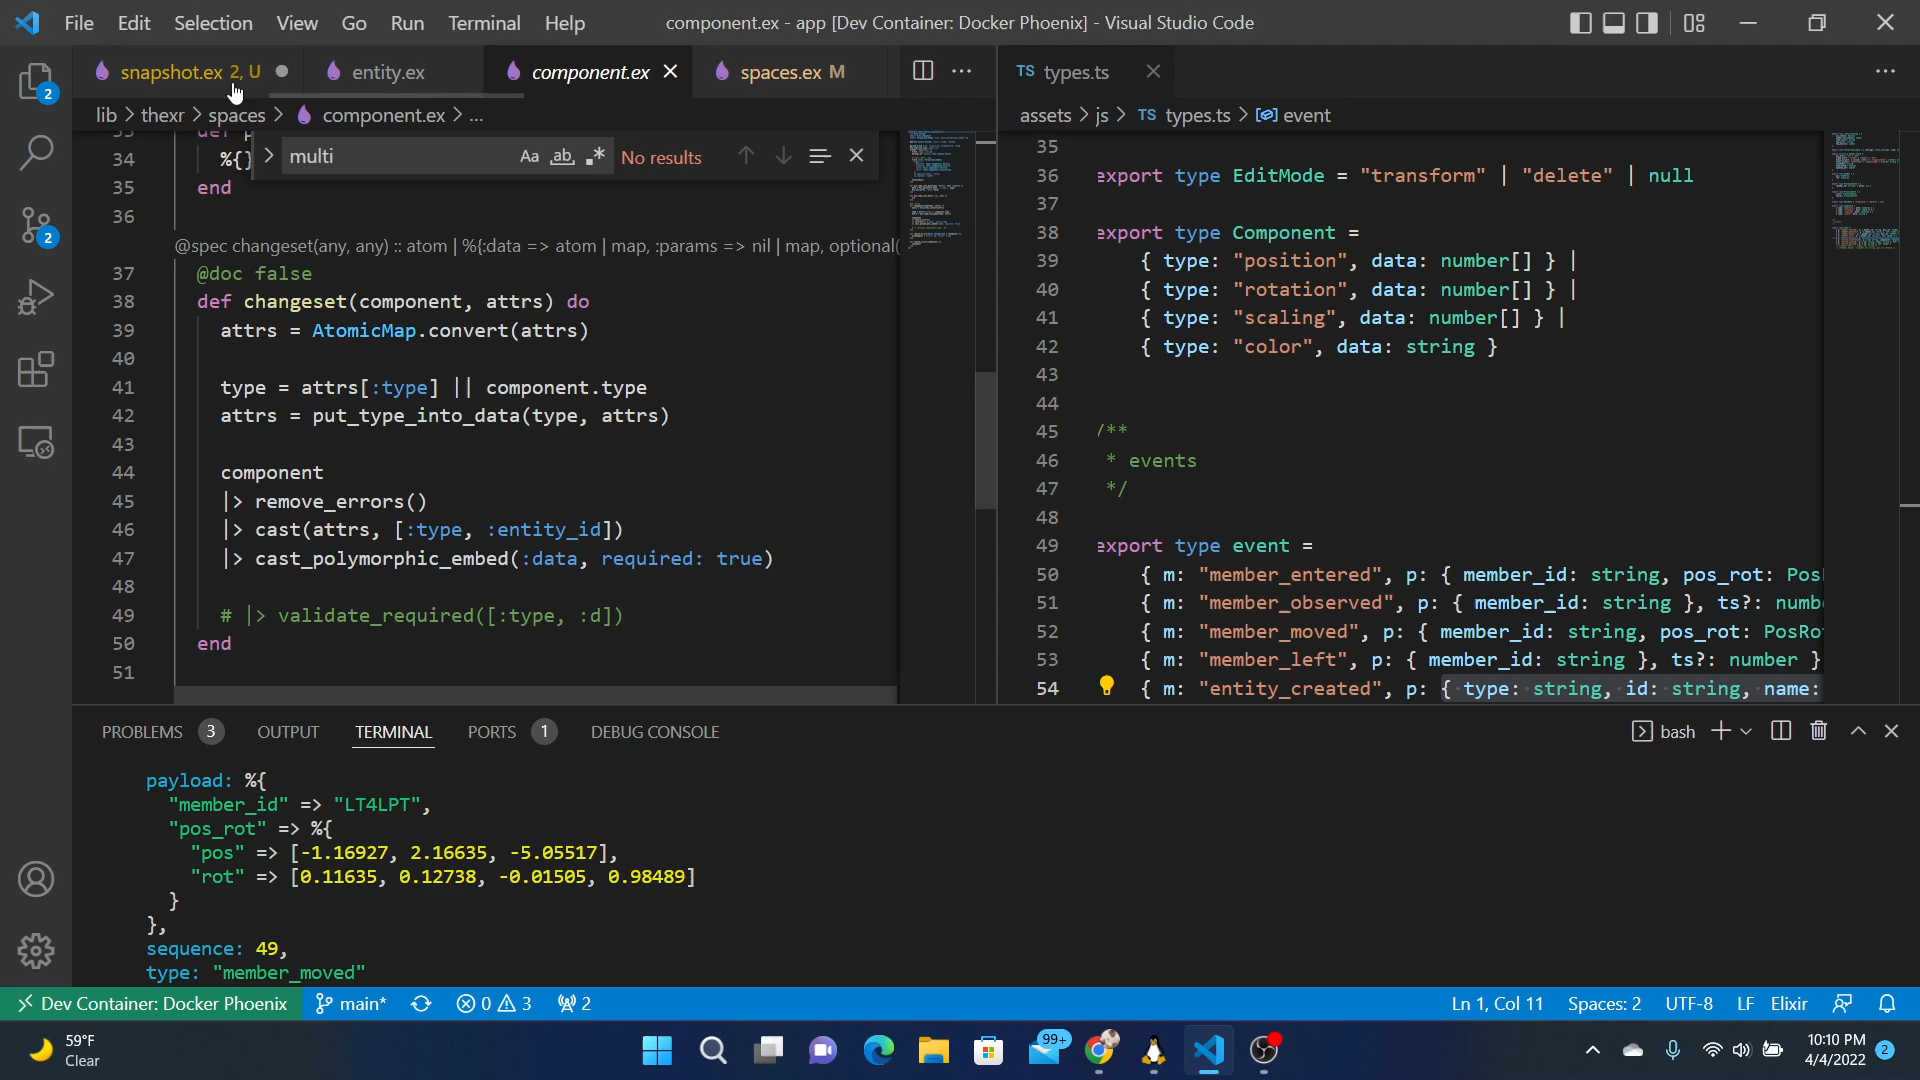 File Edit Selection View Go Run Terminal Help component.ex - app [Dev Container: Docker Phoenix] - Visual Studio Code
snapshot.ex 2, U entity.ex component.ex spaces.ex M
TS types.ts
lib > thexr > spaces > component.ex > ...
assets > js > TS types.ts > event
2
2
> multi Aa ab .* No results
34 %{}
35 end
36
@spec changeset(any, any) :: atom | %{:data => atom | map, :params => nil | map, optional(
37 @doc false
38 def changeset(component, attrs) do
39 attrs = AtomicMap.convert(attrs)
40
41 type = attrs[:type] || component.type
42 attrs = put_type_into_data(type, attrs)
43
44 component
45 |> remove_errors()
46 |> cast(attrs, [:type, :entity_id])
47 |> cast_polymorphic_embed(:data, required: true)
48
49 # |> validate_required([:type, :d])
50 end
51
35
36 export type EditMode = "transform" | "delete" | null
37
38 export type Component =
39 { type: "position", data: number[] } |
40 { type: "rotation", data: number[] } |
41 { type: "scaling", data: number[] } |
42 { type: "color", data: string }
43
44
45 /**
46 * events
47 */
48
49 export type event =
50 { m: "member_entered", p: { member_id: string, pos_rot: Pos
51 { m: "member_observed", p: { member_id: string }, ts?: numb
52 { m: "member_moved", p: { member_id: string, pos_rot: PosRo
53 { m: "member_left", p: { member_id: string }, ts?: number }
54 { m: "entity_created", p: { type: string, id: string, name:
PROBLEMS 3 OUTPUT TERMINAL PORTS 1 DEBUG CONSOLE
bash
payload: %{
"member_id" => "LT4LPT",
"pos_rot" => %{
"pos" => [-1.16927, 2.16635, -5.05517],
"rot" => [0.11635, 0.12738, -0.01505, 0.98489]
}
},
sequence: 49,
type: "member_moved"
Dev Container: Docker Phoenix main* 0 3 2
Ln 1, Col 11 Spaces: 2 UTF-8 LF Elixir
59°F
Clear
99+
10:10 PM
4/4/2022
2